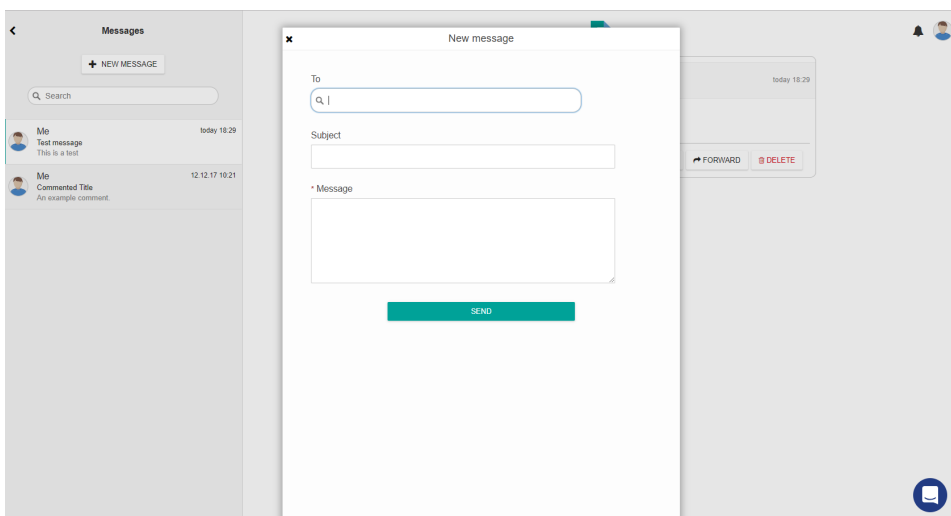 Messages
+ NEW MESSAGE
Search
Me today 18:29
Test message
This is a test
Me 12.12.17 10:21
Commented Title
An example comment.
New message
To
Subject
* Message
SEND
today 18:29
FORWARD
DELETE